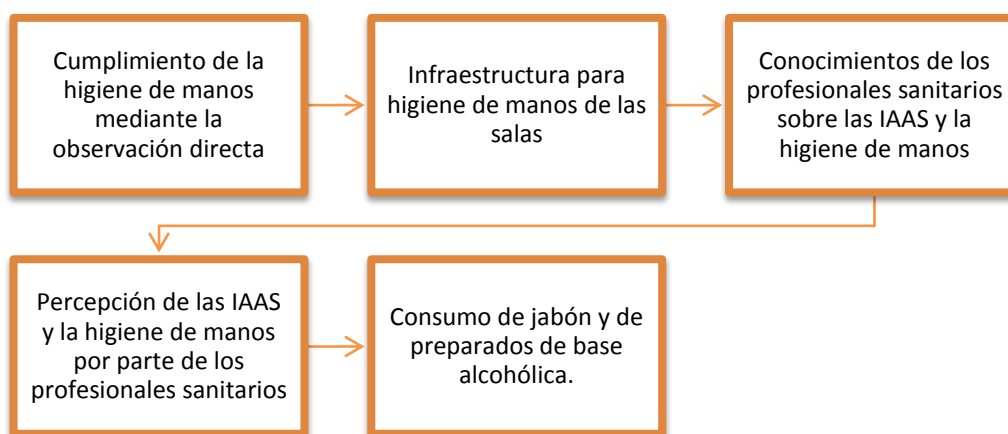 Cumplimiento de la
higiene de manos
mediante la
observación directa
Infraestructura para
higiene de manos de las
salas
Conocimientos de los
profesionales sanitarios
sobre las IAAS y la
higiene de manos
Percepción de las IAAS
y la higiene de manos
por parte de los
profesionales sanitarios
Consumo de jabón y de
preparados de base
alcohólica.